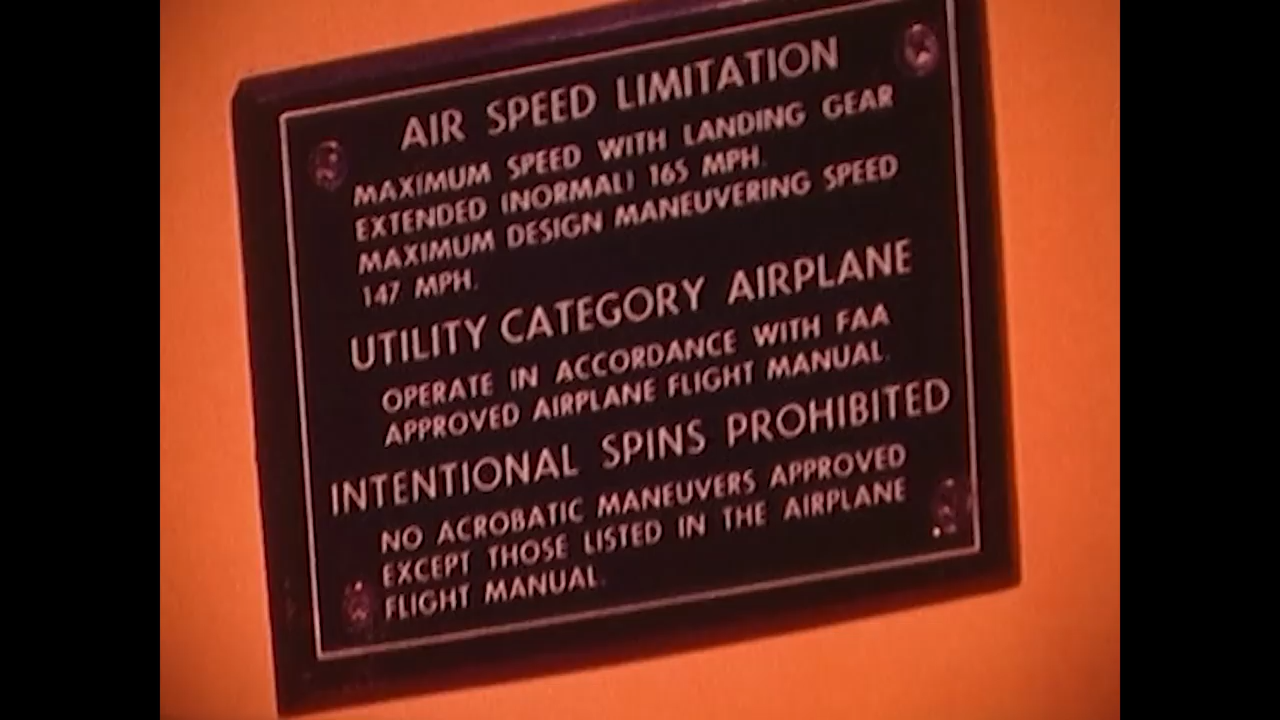 AIR SPEED LIMITATION
MAXIMUM SPEED WITH LANDING GEAR
EXTENDED (NORMAL) 165 MPH.
MAXIMUM DESIGN MANEUVERING SPEED
147 MPH.
UTILITY CATEGORY AIRPLANE
OPERATE IN ACCORDANCE WITH FAA
APPROVED AIRPLANE FLIGHT MANUAL.
INTENTIONAL SPINS PROHIBITED
NO ACROBATIC MANEUVERS APPROVED
EXCEPT THOSE LISTED IN THE AIRPLANE
FLIGHT MANUAL.